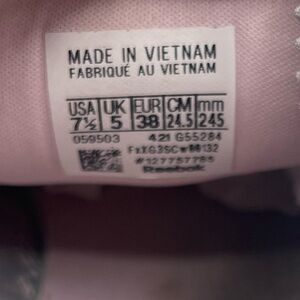 MADE IN VIETNAM
FABRIQUÉ AU VIETNAM
USA UK EUR CM mm
7½ 5 38 24.5 245
059503 421 G55284
#127757785
Reebok